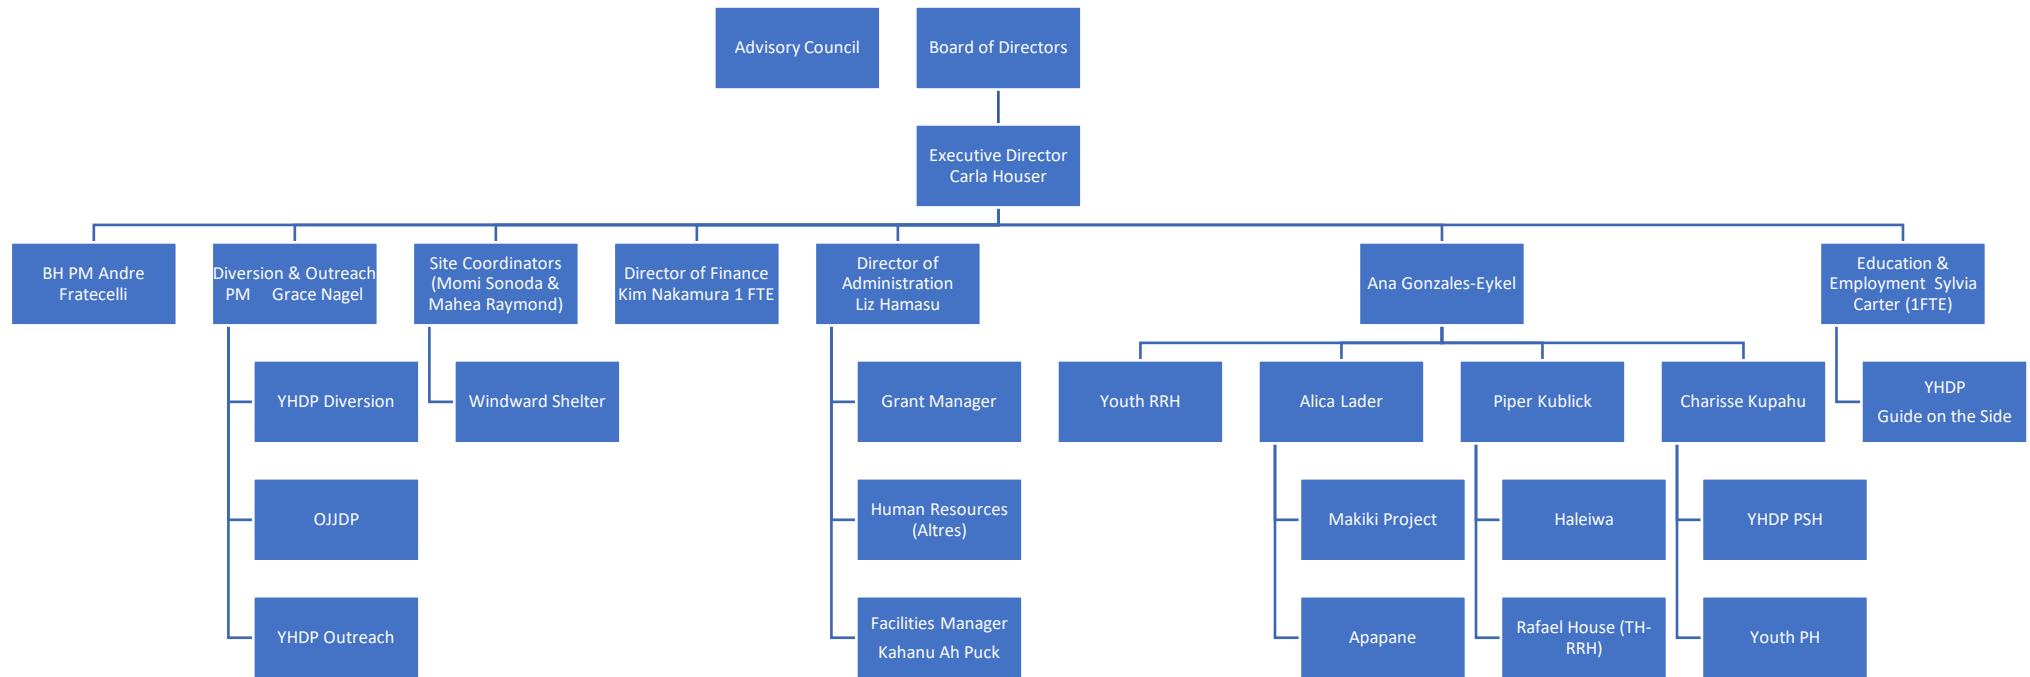 Advisory Council
Board of Directors
Executive Director
Carla Houser
BH PM Andre
Fratecelli
Diversion & Outreach
PM Grace Nagel
Site Coordinators
(Momi Sonoda &
Mahea Raymond)
Director of Finance
Kim Nakamura 1 FTE
Director of
Administration
Liz Hamasu
Ana Gonzales-Eykel
Education &
Employment Sylvia
Carter (1FTE)
YHDP Diversion
Windward Shelter
Grant Manager
Youth RRH
Alica Lader
Piper Kublick
Charisse Kupahu
YHDP
Guide on the Side
OJJDP
Human Resources
(Altres)
Makiki Project
Haleiwa
YHDP PSH
YHDP Outreach
Facilities Manager
Kahanu Ah Puck
Apapane
Rafael House (TH-
RRH)
Youth PH